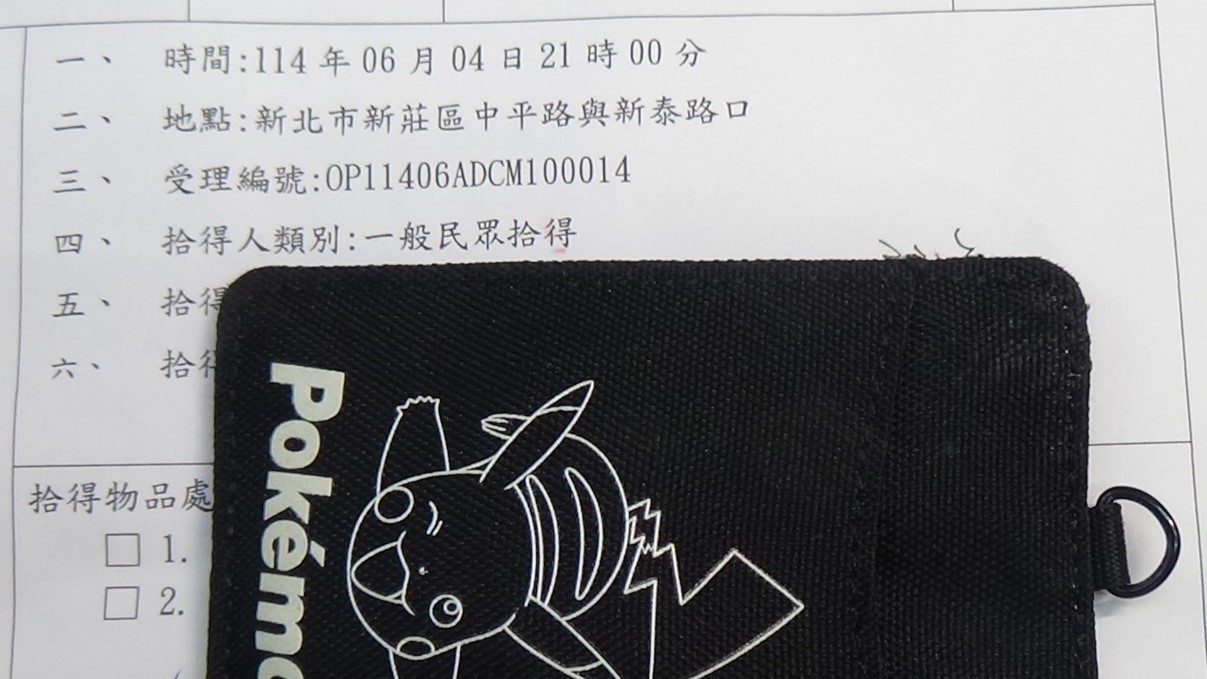 一、 時間:114 年 06 月 04 日 21 時 00 分
二、 地點:新北市新莊區中平路與新泰路口
三、 受理編號:OP11406ADCM100014
四、 拾得人類別:一般民眾拾得
五、 拾得
六、 拾得
拾得物品處
1.
2.
Pokémo